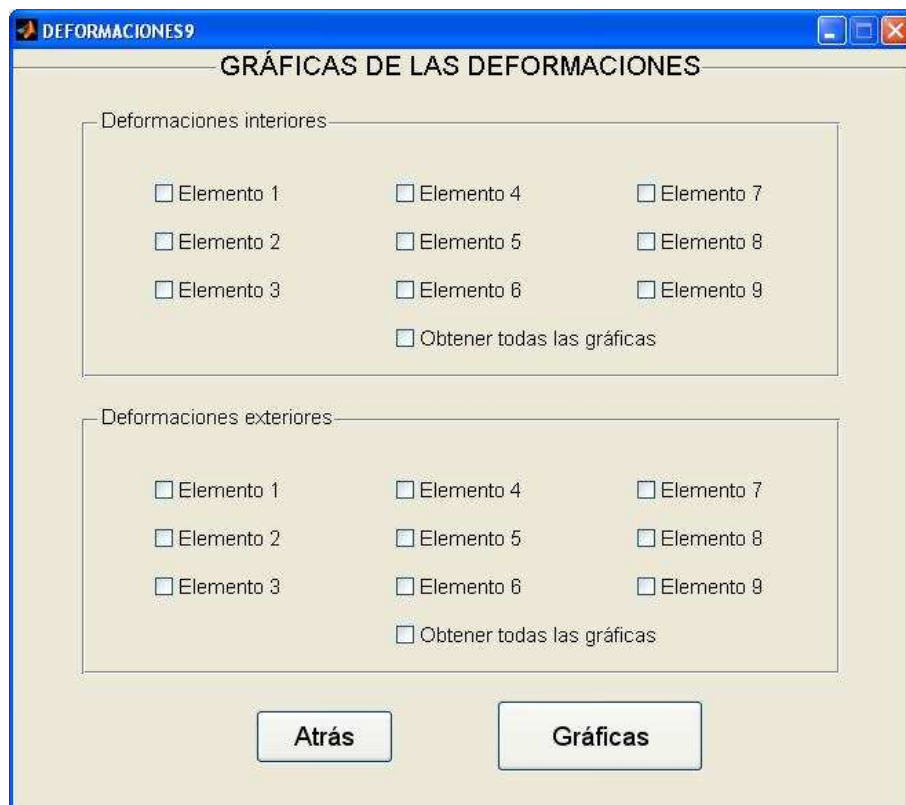 DEFORMACIONES9
GRÁFICAS DE LAS DEFORMACIONES
Deformaciones interiores
Elemento 1 Elemento 4 Elemento 7
Elemento 2 Elemento 5 Elemento 8
Elemento 3 Elemento 6 Elemento 9
Obtener todas las gráficas
Deformaciones exteriores
Elemento 1 Elemento 4 Elemento 7
Elemento 2 Elemento 5 Elemento 8
Elemento 3 Elemento 6 Elemento 9
Obtener todas las gráficas
Atrás Gráficas